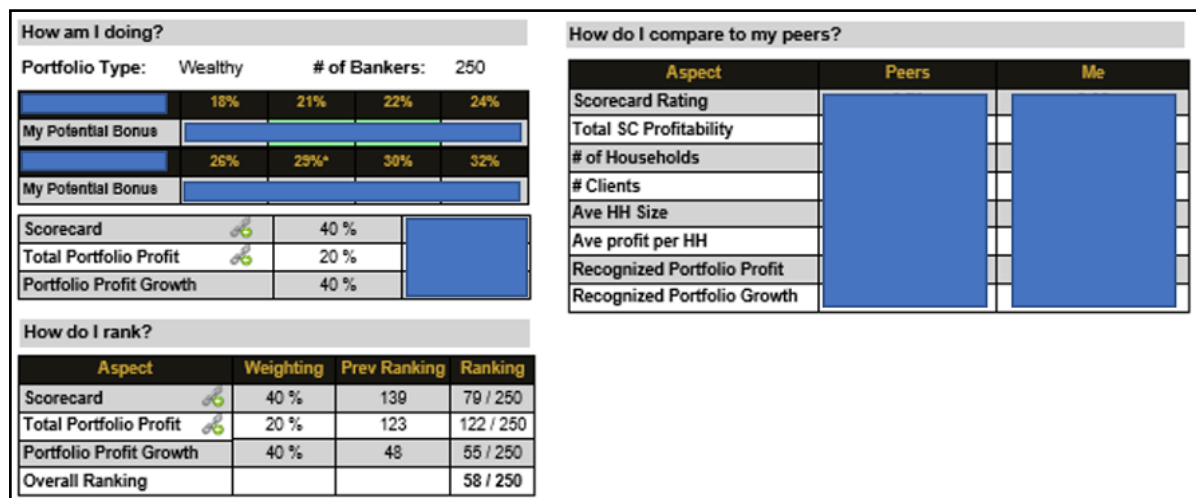 How am I doing?
Portfolio Type: Wealthy # of Bankers: 250
18% 21% 22% 24%
My Potential Bonus
26% 29%* 30% 32%
My Potential Bonus
Scorecard 40 %
Total Portfolio Profit 20 %
Portfolio Profit Growth 40 %
How do I rank?
Aspect Weighting Prev Ranking Ranking
Scorecard 40 % 139 79 / 250
Total Portfolio Profit 20 % 123 122 / 250
Portfolio Profit Growth 40 % 48 55 / 250
Overall Ranking 58 / 250
How do I compare to my peers?
Aspect Peers Me
Scorecard Rating
Total SC Profitability
# of Households
# Clients
Ave HH Size
Ave profit per HH
Recognized Portfolio Profit
Recognized Portfolio Growth